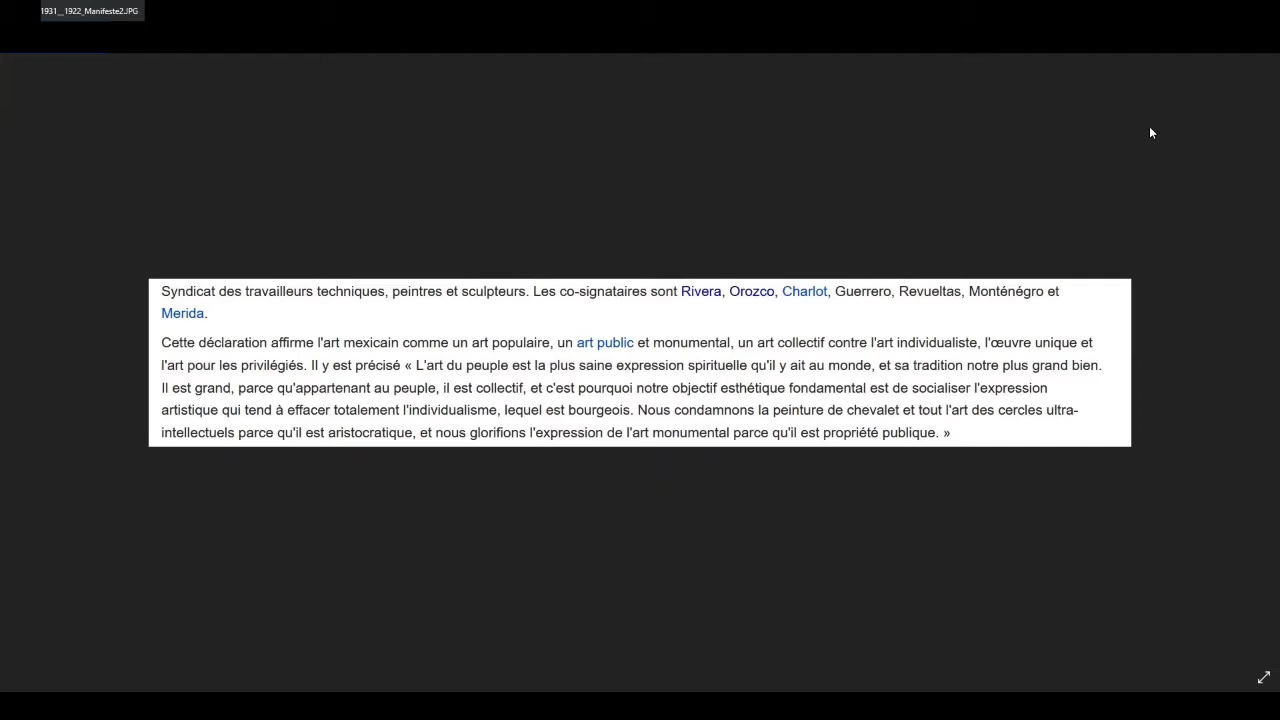 1931__1922_Manifeste2.JPG
Syndicat des travailleurs techniques, peintres et sculpteurs. Les co-signataires sont Rivera, Orozco, Charlot, Guerrero, Revueltas, Monténégro et
Merida.
Cette déclaration affirme l'art mexicain comme un art populaire, un art public et monumental, un art collectif contre l'art individualiste, l'œuvre unique et
l'art pour les privilégiés. Il y est précisé « L'art du peuple est la plus saine expression spirituelle qu'il y ait au monde, et sa tradition notre plus grand bien.
Il est grand, parce qu'appartenant au peuple, il est collectif, et c'est pourquoi notre objectif esthétique fondamental est de socialiser l'expression
artistique qui tend à effacer totalement l'individualisme, lequel est bourgeois. Nous condamnons la peinture de chevalet et tout l'art des cercles ultra-
intellectuels parce qu'il est aristocratique, et nous glorifions l'expression de l'art monumental parce qu'il est propriété publique. »